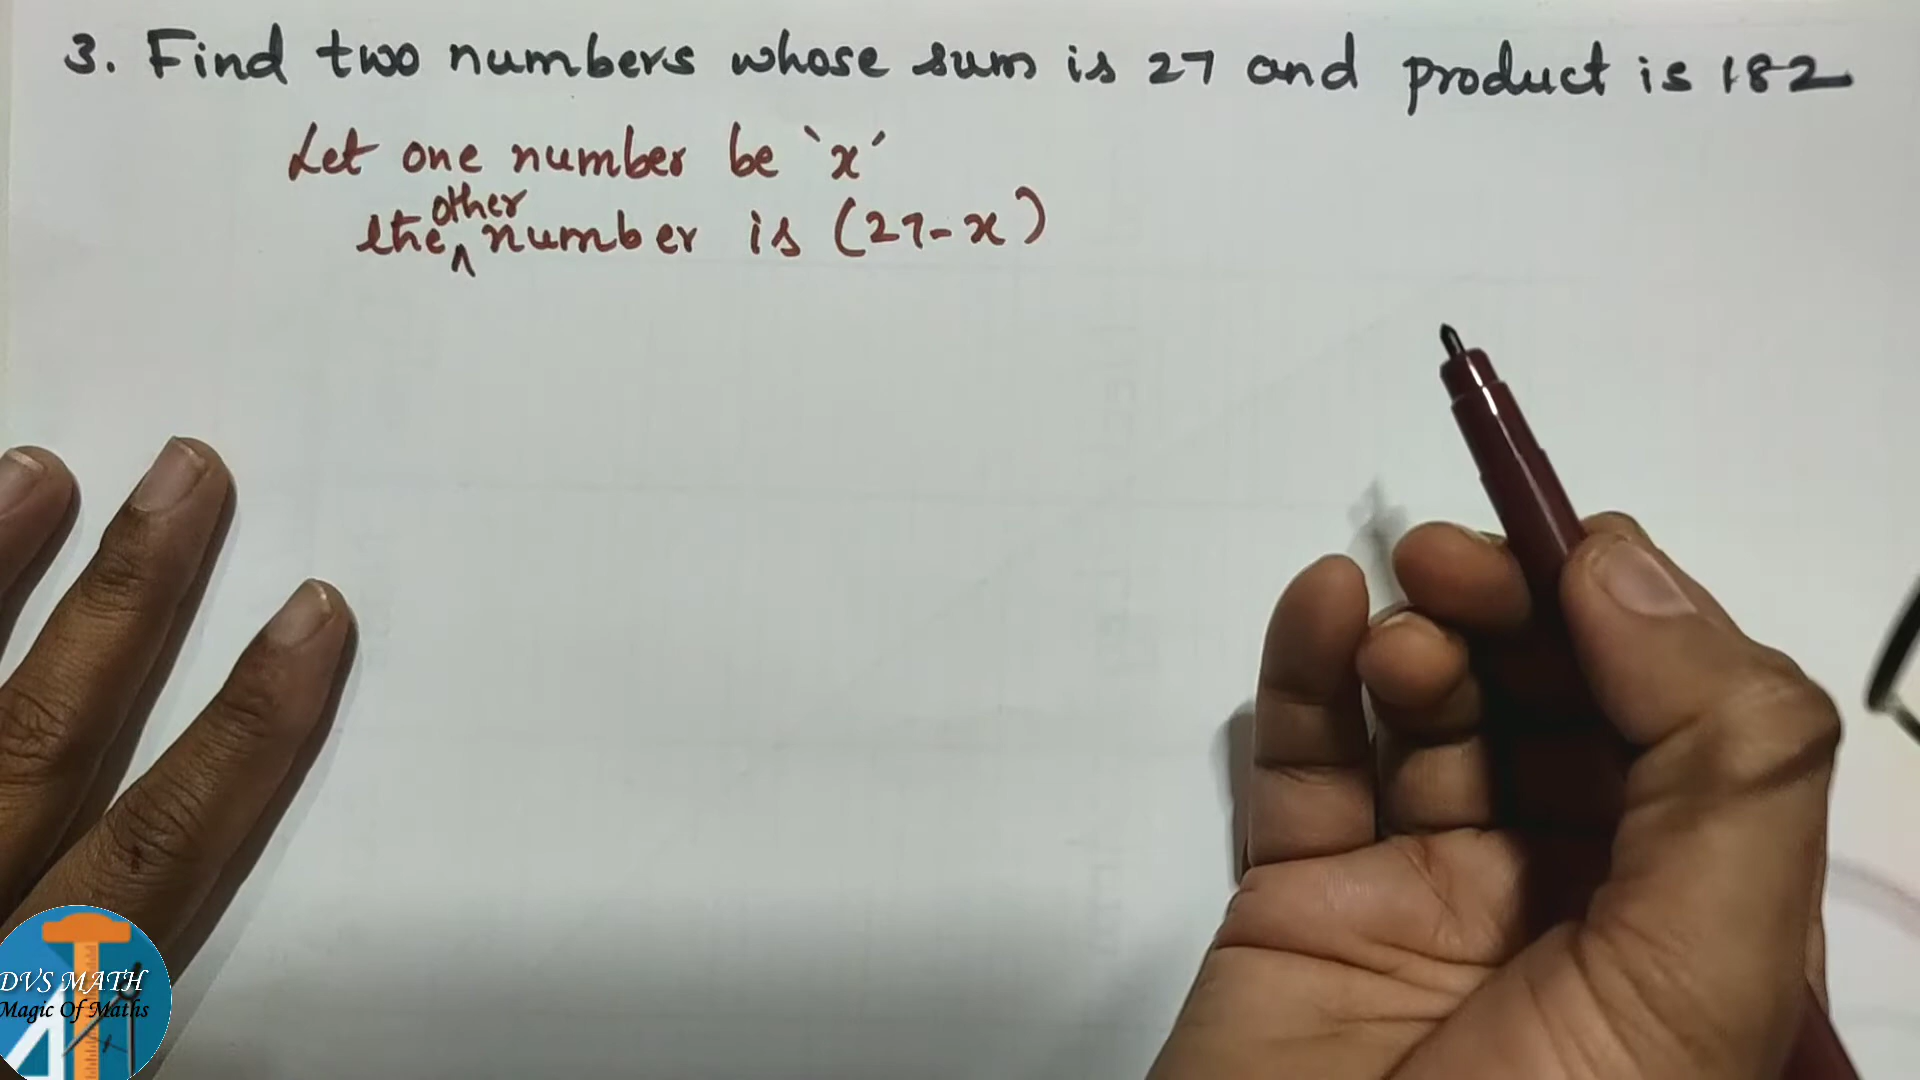 3. Find two numbers whose sum is 27 and product is 182
Let one number be 'x'
the other number is (27-x)
DVS MATH
Magic Of Maths